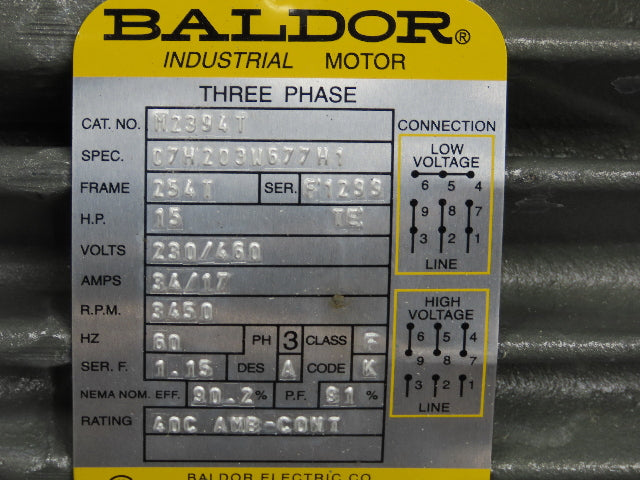 BALDOR®
INDUSTRIAL MOTOR
THREE PHASE
CAT. NO. M2394T
SPEC. 07H203W677H1
FRAME 254T SER. F1293
H.P. 15 TE
VOLTS 230/460
AMPS 34/17
R.P.M. 3450
HZ 60 PH 3 CLASS F
SER. F. 1.15 DES A CODE K
NEMA NOM. EFF. 90.2 % P.F. 91 %
RATING 40C AMB-CONT
CONNECTION
LOW
VOLTAGE
6 5 4
9 8 7
3 2 1
LINE
HIGH
VOLTAGE
6 5 4
9 8 7
3 2 1
LINE
BALDOR ELECTRIC CO